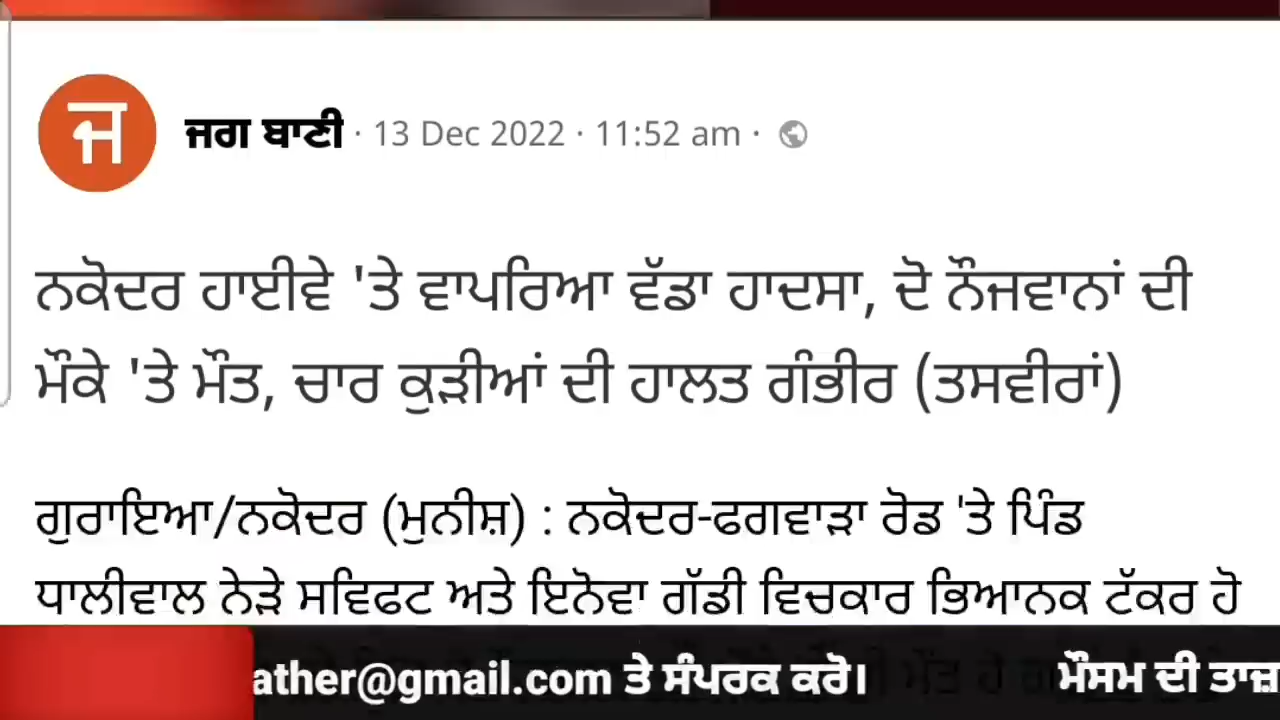 ਜ
ਜਗ ਬਾਣੀ · 13 Dec 2022 · 11:52 am ·
ਨਕੋਦਰ ਹਾਈਵੇ 'ਤੇ ਵਾਪਰਿਆ ਵੱਡਾ ਹਾਦਸਾ, ਦੋ ਨੌਜਵਾਨਾਂ ਦੀ
ਮੌਕੇ 'ਤੇ ਮੌਤ, ਚਾਰ ਕੁੜੀਆਂ ਦੀ ਹਾਲਤ ਗੰਭੀਰ (ਤਸਵੀਰਾਂ)
ਗੁਰਾਇਆ/ਨਕੋਦਰ (ਮੁਨੀਸ਼) : ਨਕੋਦਰ-ਫਗਵਾੜਾ ਰੋਡ 'ਤੇ ਪਿੰਡ
ਧਾਲੀਵਾਲ ਨੇੜੇ ਸਵਿਫਟ ਅਤੇ ਇਨੋਵਾ ਗੱਡੀ ਵਿਚਕਾਰ ਭਿਆਨਕ ਟੱਕਰ ਹੋ
ather@gmail.com ਤੇ ਸੰਪਰਕ ਕਰੋ। ਮੌਸਮ ਦੀ ਤਾਜ਼